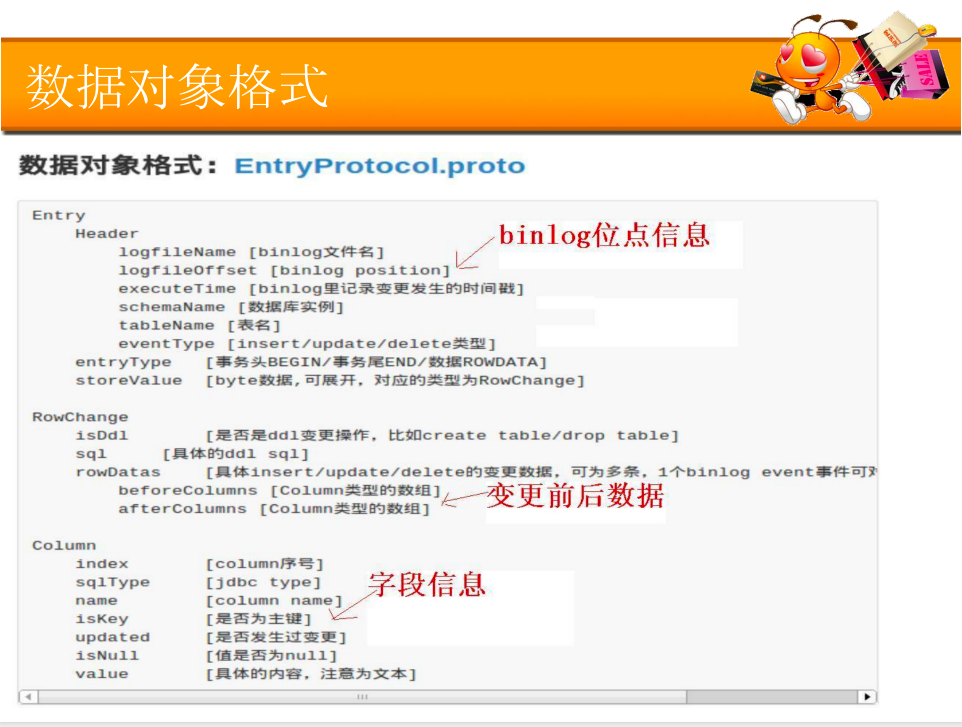 数据对象格式
SALE
数据对象格式：EntryProtocol.proto
Entry
Header
binlog位点信息
logfileName [binlog文件名]
logfileOffset [binlog position]
executeTime [binlog里记录变更发生的时间戳]
schemaName [数据库实例]
tableName [表名]
eventType [insert/update/delete类型]
entryType [事务头BEGIN/事务尾END/数据ROWDATA]
storeValue [byte数据,可展开，对应的类型为RowChange]
RowChange
isDdl [是否是ddl变更操作，比如create table/drop table]
sql [具体的ddl sql]
rowDatas [具体insert/update/delete的变更数据，可为多条，1个binlog event事件可
beforeColumns [Column类型的数组]
变更前后数据
afterColumns [Column类型的数组]
Column
index [column序号]
sqlType [jdbc type]
字段信息
name [column name]
isKey [是否为主键]
updated [是否发生过变更]
isNull [值是否为null]
value [具体的内容，注意为文本]